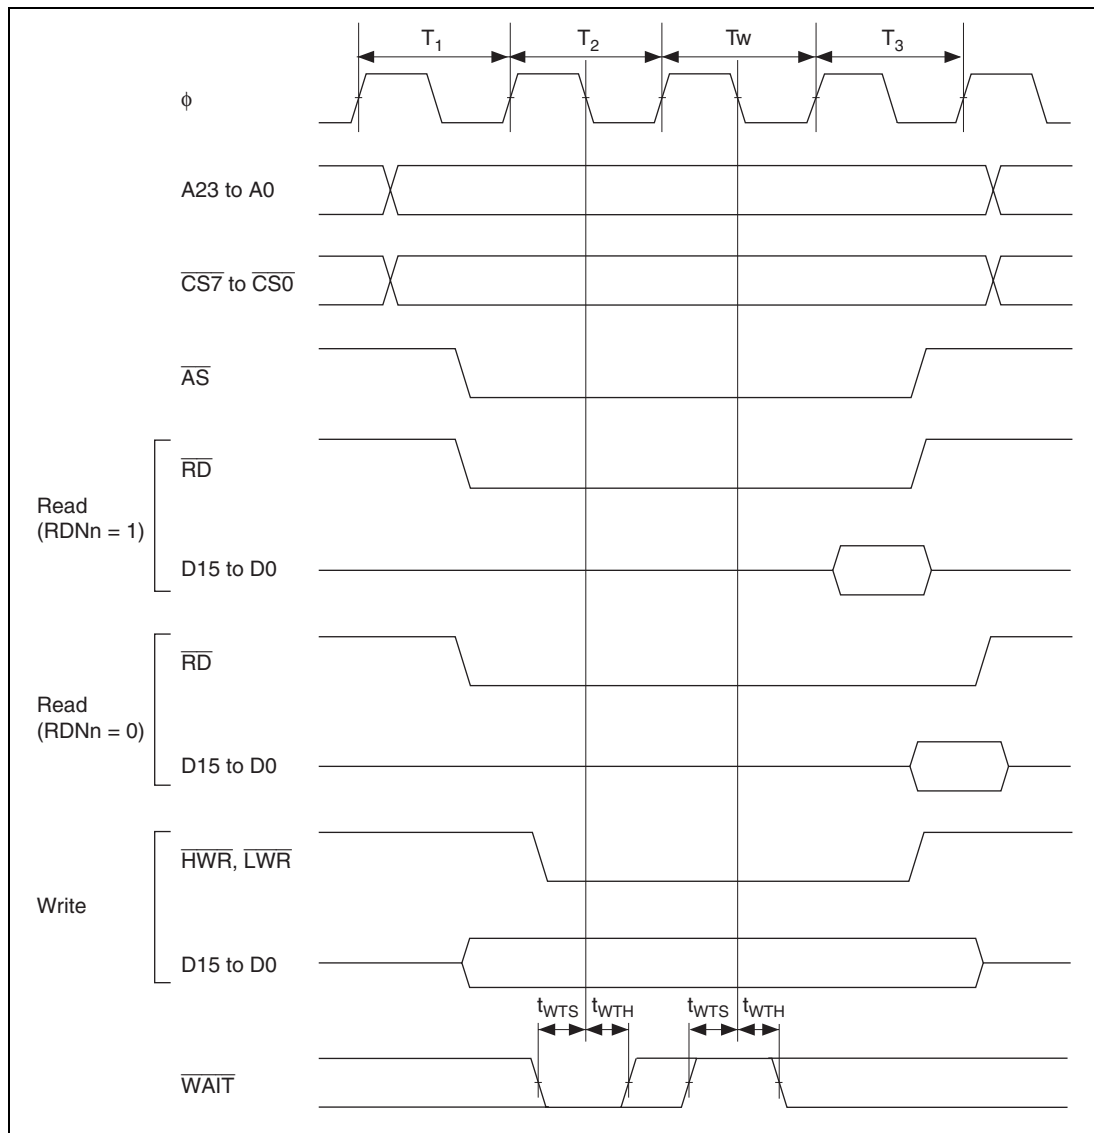 T1 T2 Tw T3
ϕ
A23 to A0
CS7 to CS0
AS
RD
Read
(RDNn = 1)
D15 to D0
RD
Read
(RDNn = 0)
D15 to D0
HWR, LWR
Write
D15 to D0
tWTS tWTH tWTS tWTH
WAIT